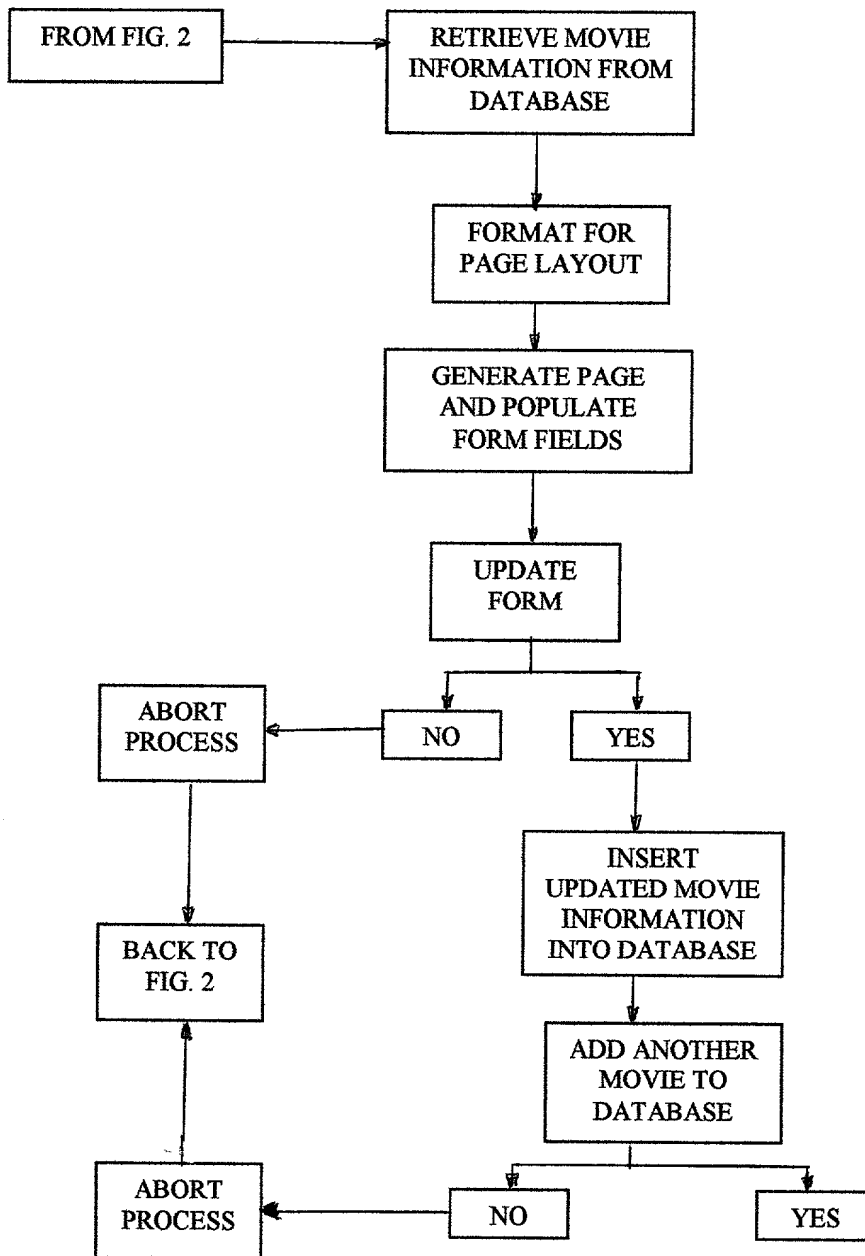 FROM FIG. 2
RETRIEVE MOVIE
INFORMATION FROM
DATABASE
FORMAT FOR
PAGE LAYOUT
GENERATE PAGE
AND POPULATE
FORM FIELDS
UPDATE
FORM
ABORT
PROCESS
NO
YES
INSERT
UPDATED MOVIE
INFORMATION
INTO DATABASE
BACK TO
FIG. 2
ADD ANOTHER
MOVIE TO
DATABASE
ABORT
PROCESS
NO
YES